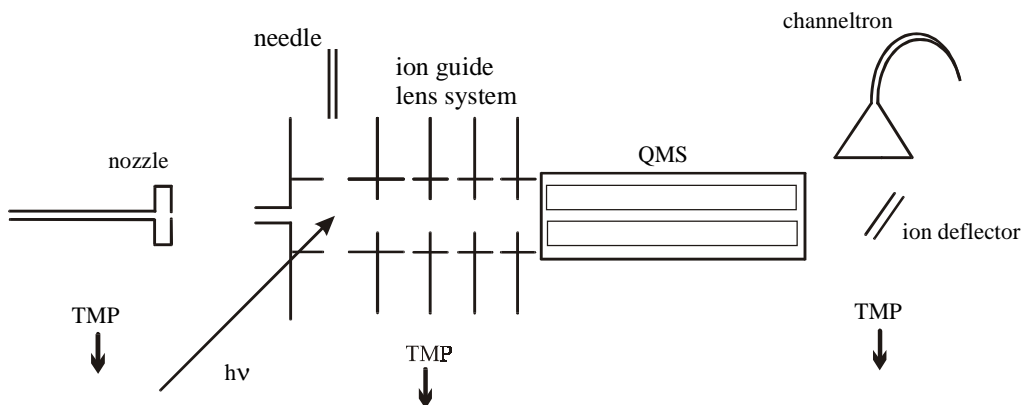 channeltron
needle
ion guide
lens system
QMS
nozzle
ion deflector
TMP
TMP
TMP
hν